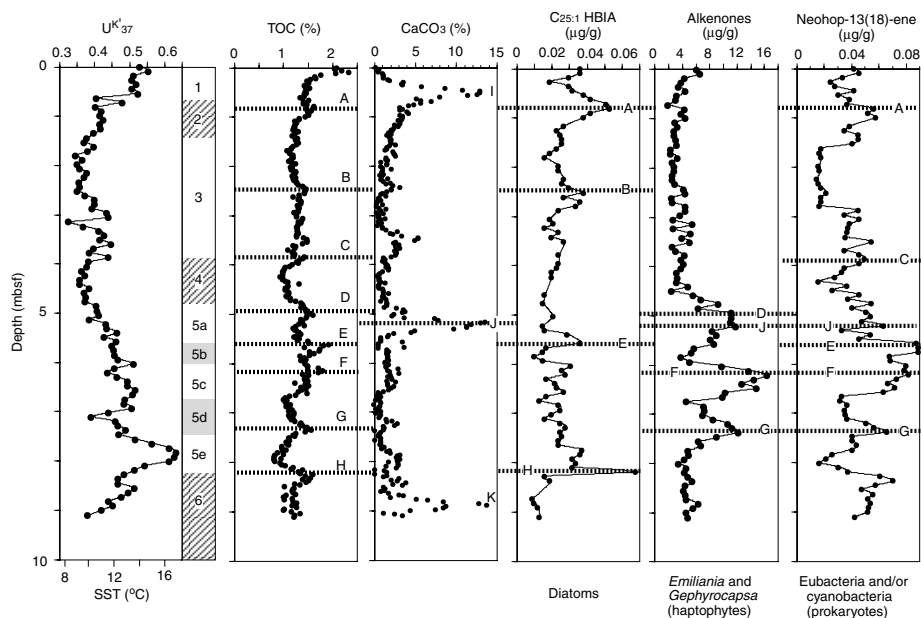 U^K'_37
TOC (%)
CaCO3 (%)
C25:1 HBIA
(μg/g)
Alkenones
(μg/g)
Neohop-13(18)-ene
(μg/g)
0.3 0.4 0.5 0.6
0 1 2
0 5 10 15
0 0.02 0.04 0.06
0 4 8 12 16
0 0.04 0.08
Depth (mbsf)
0
5
10
1
2
3
4
5a
5b
5c
5d
5e
6
A
B
C
D
E
F
G
H
I
J
K
A
B
E
H
D
J
F
G
A
C
J
E
F
G
8 12 16
SST (°C)
Diatoms
Emiliania and
Gephyrocapsa
(haptophytes)
Eubacteria and/or
cyanobacteria
(prokaryotes)